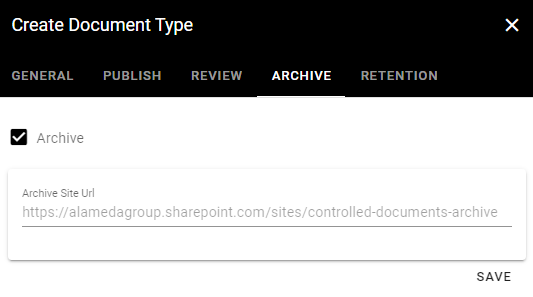 Create Document Type
GENERAL PUBLISH REVIEW ARCHIVE RETENTION
Archive
Archive Site Url
https://alamedagroup.sharepoint.com/sites/controlled-documents-archive
SAVE